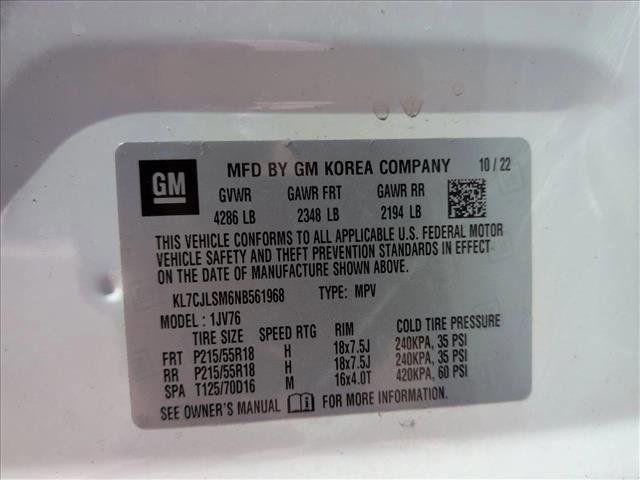 GM MFD BY GM KOREA COMPANY 10 / 22
GVWR GAWR FRT GAWR RR
4286 LB 2348 LB 2194 LB
THIS VEHICLE CONFORMS TO ALL APPLICABLE U.S. FEDERAL MOTOR
VEHICLE SAFETY AND THEFT PREVENTION STANDARDS IN EFFECT
ON THE DATE OF MANUFACTURE SHOWN ABOVE.
KL7CJLSM6NB561968 TYPE: MPV
MODEL : 1JV76
TIRE SIZE SPEED RTG RIM COLD TIRE PRESSURE
FRT P215/55R18 H 18x7.5J 240KPA, 35 PSI
RR P215/55R18 H 18x7.5J 240KPA, 35 PSI
SPA T125/70D16 M 16x4.0T 420KPA, 60 PSI
SEE OWNER'S MANUAL FOR MORE INFORMATION.